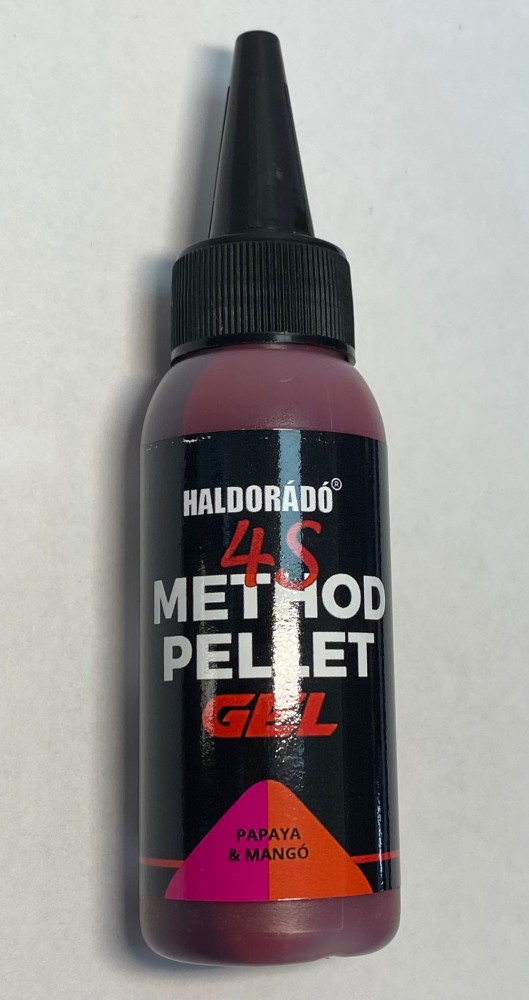 HALDORÁDÓ®
4S
METHOD
PELLET
GEL
PAPAYA
& MANGÓ